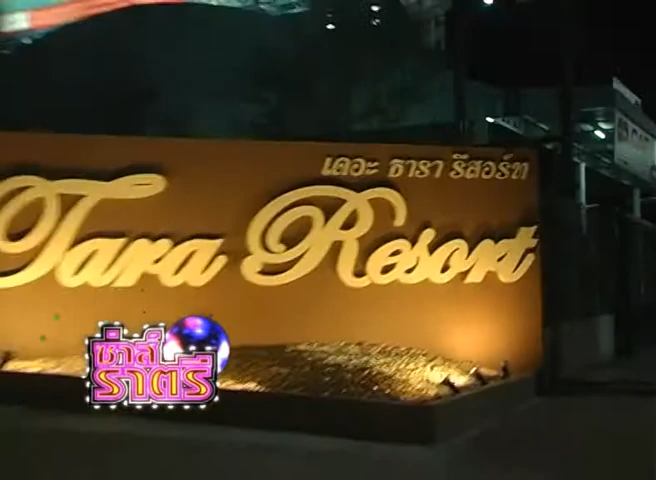 เดอะ ธารา รีสอร์ท
Tara Resort
ซ่าส์
ราตรี